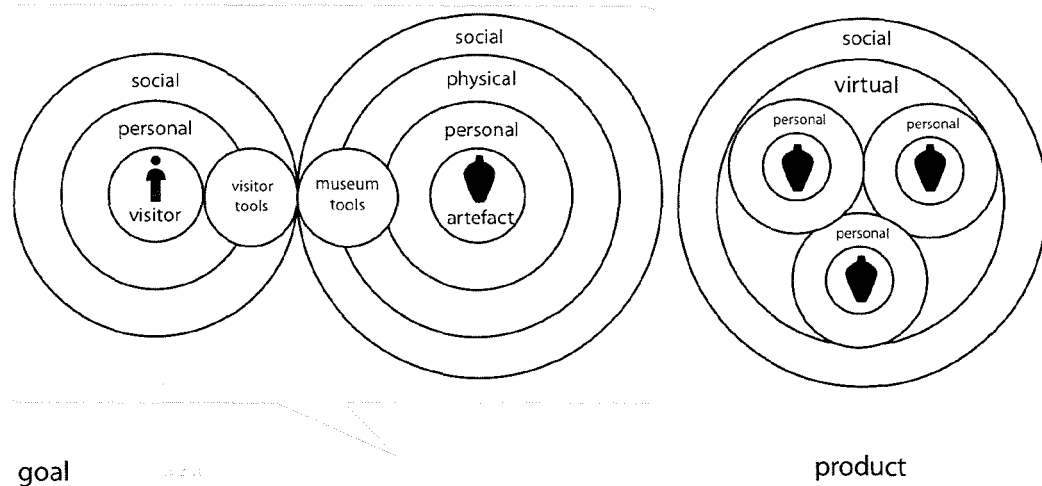 social
personal
visitor
visitor
tools
social
physical
personal
artefact
museum
tools
social
virtual
personal
personal
personal
goal
product